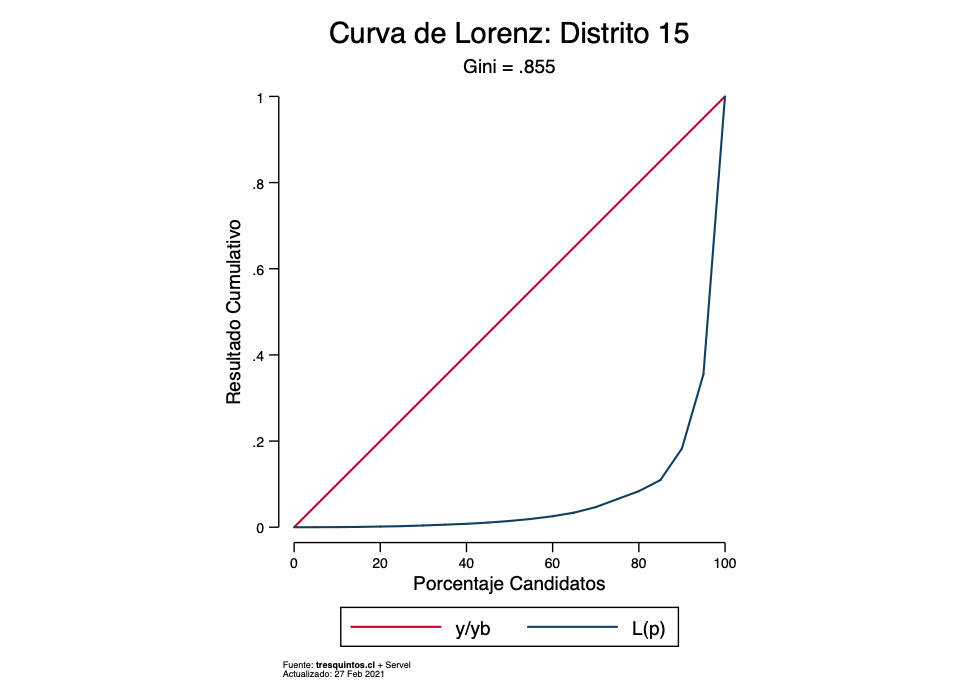 Curva de Lorenz: Distrito 15
Gini = .855
1
.8
.6
.4
.2
0
Resultado Cumulativo
0 20 40 60 80 100
Porcentaje Candidatos
y/yb L(p)
Fuente: tresquintos.cl + Servel
Actualizado: 27 Feb 2021